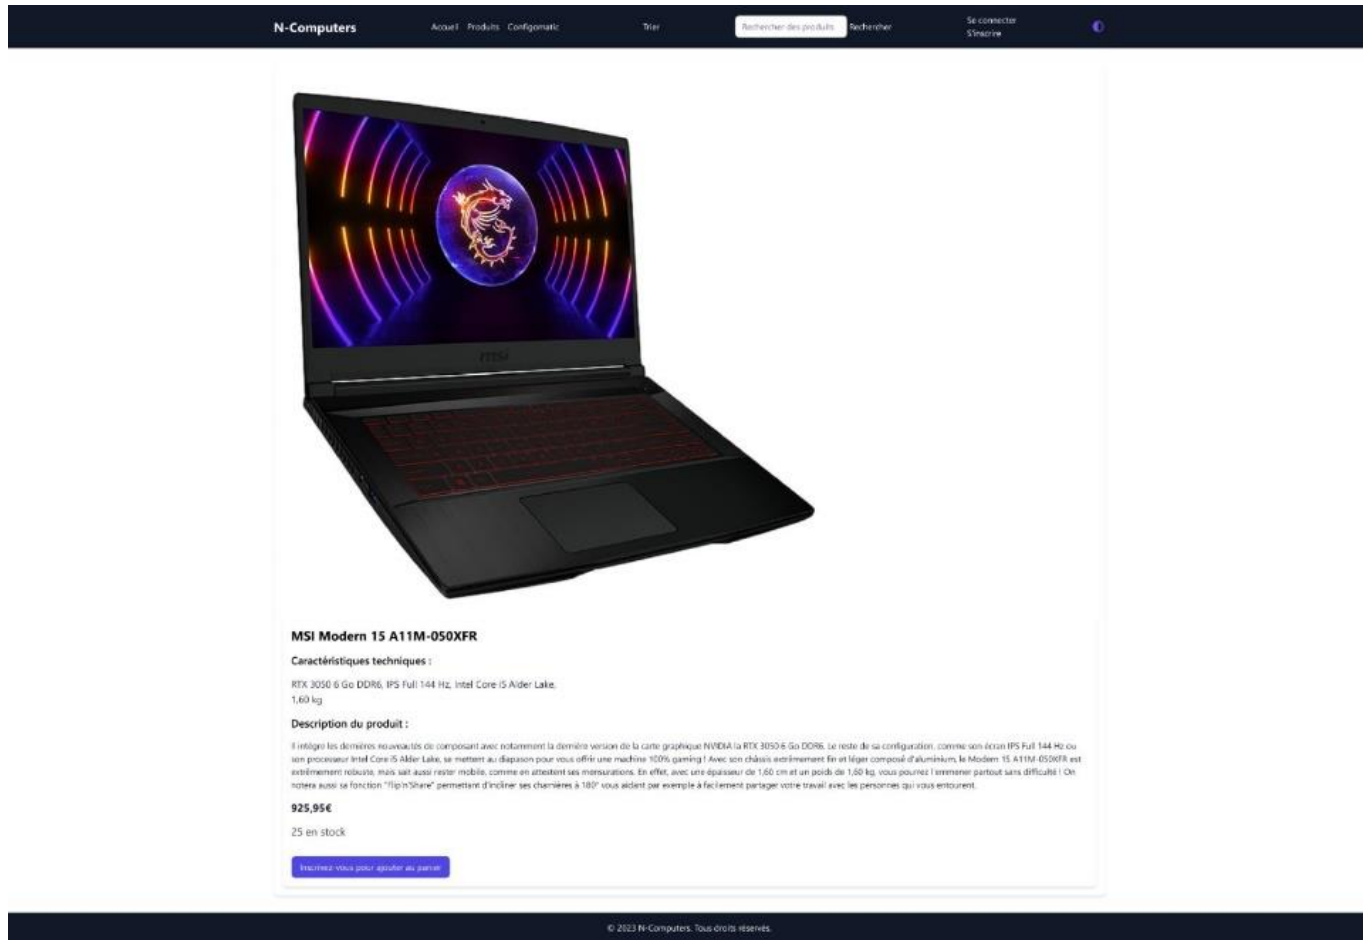 N-Computers
Accueil Produits Configomatic
Trier
Rechercher des produits Rechercher
Se connecter
S'inscrire
msi
MSI Modern 15 A11M-050XFR
Caractéristiques techniques :
RTX 3050 6 Go DDR6, IPS Full 144 Hz, Intel Core i5 Alder Lake,
1,60 kg
Description du produit :
Il intègre les dernières nouveautés de composant avec notamment la dernière version de la carte graphique NVIDIA la RTX 3050 6 Go DDR6. Le reste de sa configuration, comme son écran IPS Full 144 Hz ou
son processeur Intel Core i5 Alder Lake, se mettent au diapason pour vous offrir une machine 100% gaming ! Avec son châssis extrêmement fin et léger composé d'aluminium, le Modern 15 A11M-050XFR est
extrêmement robuste, mais sait aussi rester mobile, comme en attestent ses mensurations. En effet, avec une épaisseur de 1,60 cm et un poids de 1,60 kg, vous pourrez l'emmener partout sans difficulté ! On
notera aussi sa fonction "Flip'n'Share" permettant d'incliner ses charnières à 180° vous aidant par exemple à facilement partager votre travail avec les personnes qui vous entourent.
925,95€
25 en stock
Inscrivez-vous pour ajouter au panier
© 2023 N-Computers. Tous droits réservés.